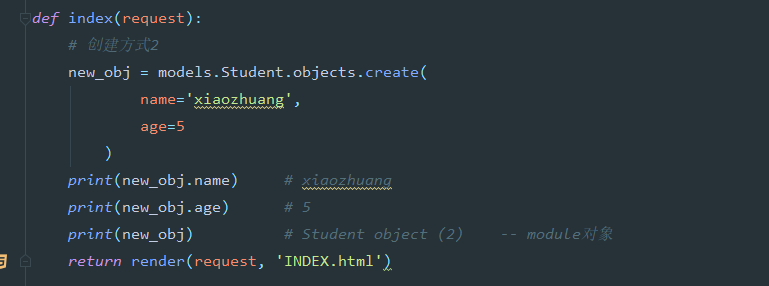 def index(request):
# 创建方式2
new_obj = models.Student.objects.create(
name='xiaozhuang',
age=5
)
print(new_obj.name) # xiaozhuang
print(new_obj.age) # 5
print(new_obj) # Student object (2) -- module对象
return render(request, 'INDEX.html')